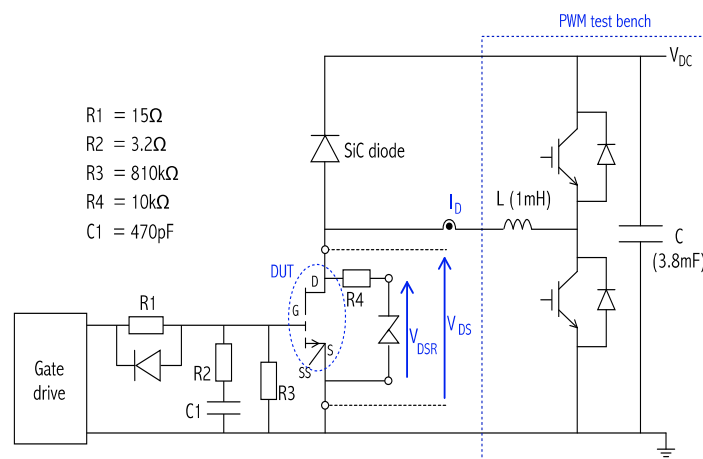 PWM test bench
V_DC
R1 = 15Ω
R2 = 3.2Ω
R3 = 810kΩ
R4 = 10kΩ
C1 = 470pF
SiC diode
I_D
L (1mH)
C
(3.8mF)
DUT
D
R4
G
S
SS
V_DSR
V_DS
R1
Gate
drive
R2
C1
R3